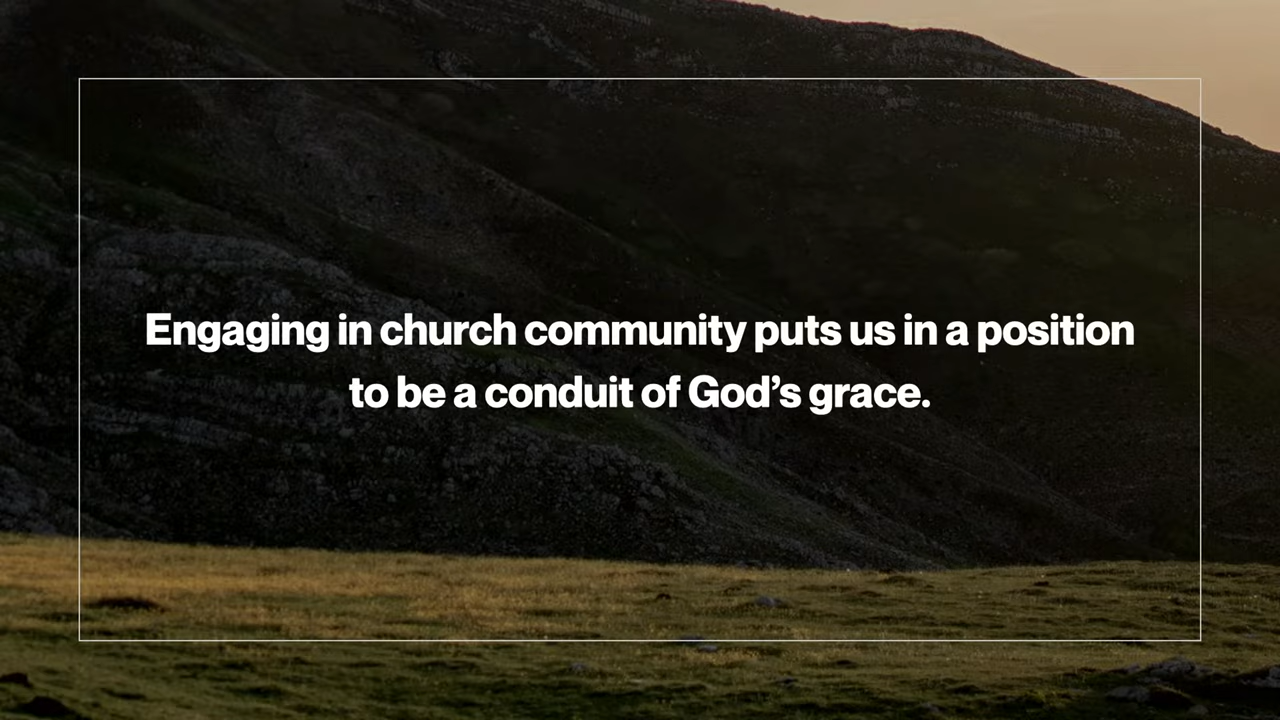 Engaging in church community puts us in a position
to be a conduit of God’s grace.